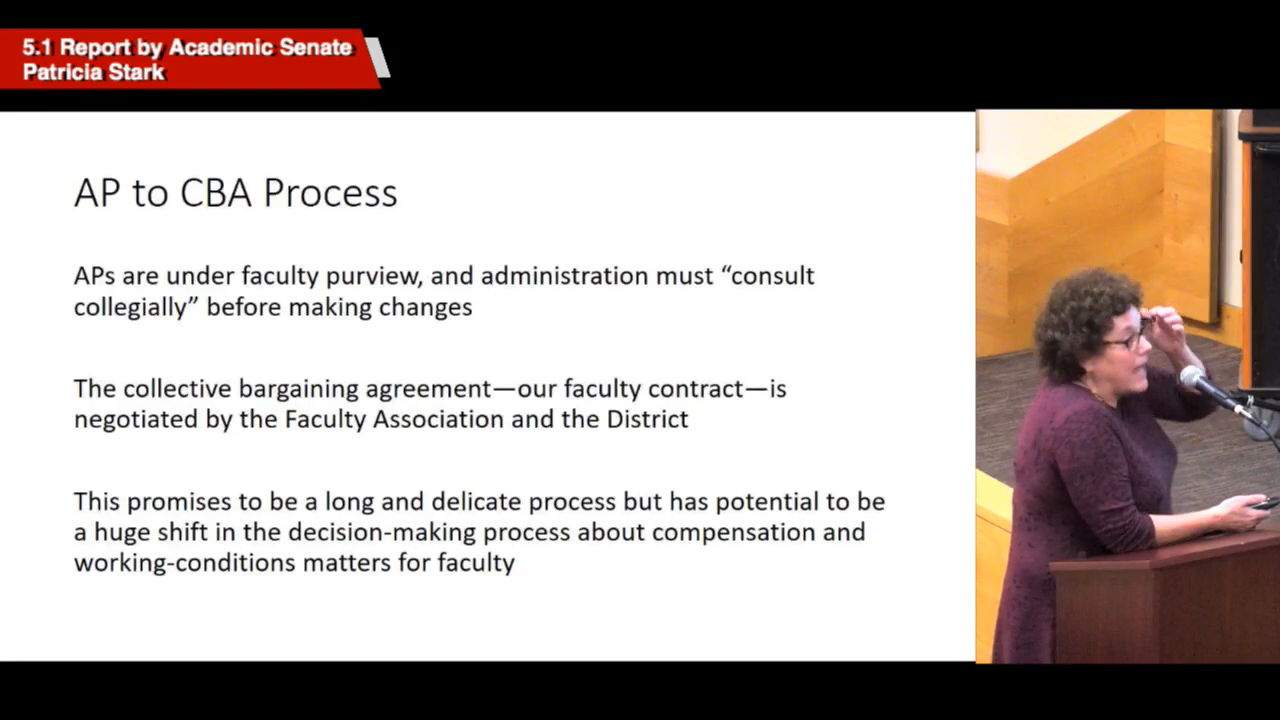 5.1 Report by Academic Senate
Patricia Stark
AP to CBA Process
APs are under faculty purview, and administration must “consult
collegially” before making changes
The collective bargaining agreement—our faculty contract—is
negotiated by the Faculty Association and the District
This promises to be a long and delicate process but has potential to be
a huge shift in the decision-making process about compensation and
working-conditions matters for faculty